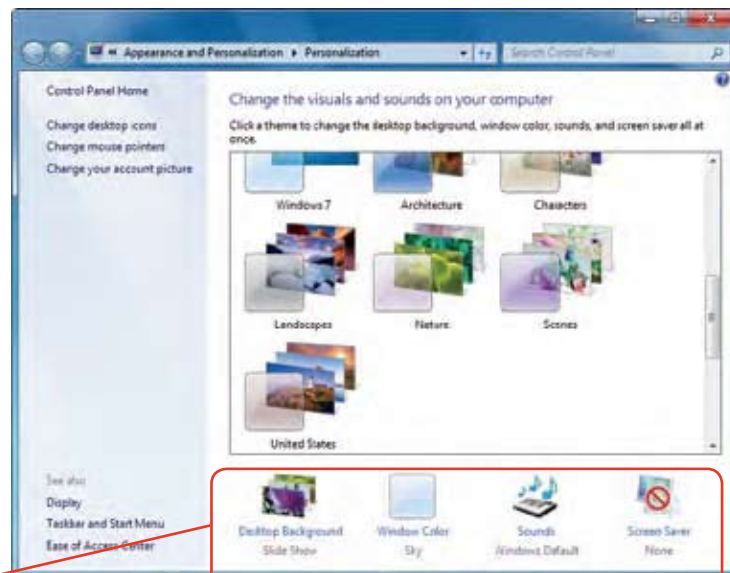 « Appearance and Personalization ▸ Personalization
Search Control Panel
Control Panel Home
Change desktop icons
Change mouse pointers
Change your account picture
Change the visuals and sounds on your computer
Click a theme to change the desktop background, window color, sounds, and screen saver all at
once.
Windows 7
Architecture
Characters
Landscapes
Nature
Scenes
United States
See also
Display
Taskbar and Start Menu
Ease of Access Center
Desktop Background
Slide Show
Window Color
Sky
Sounds
Windows Default
Screen Saver
None